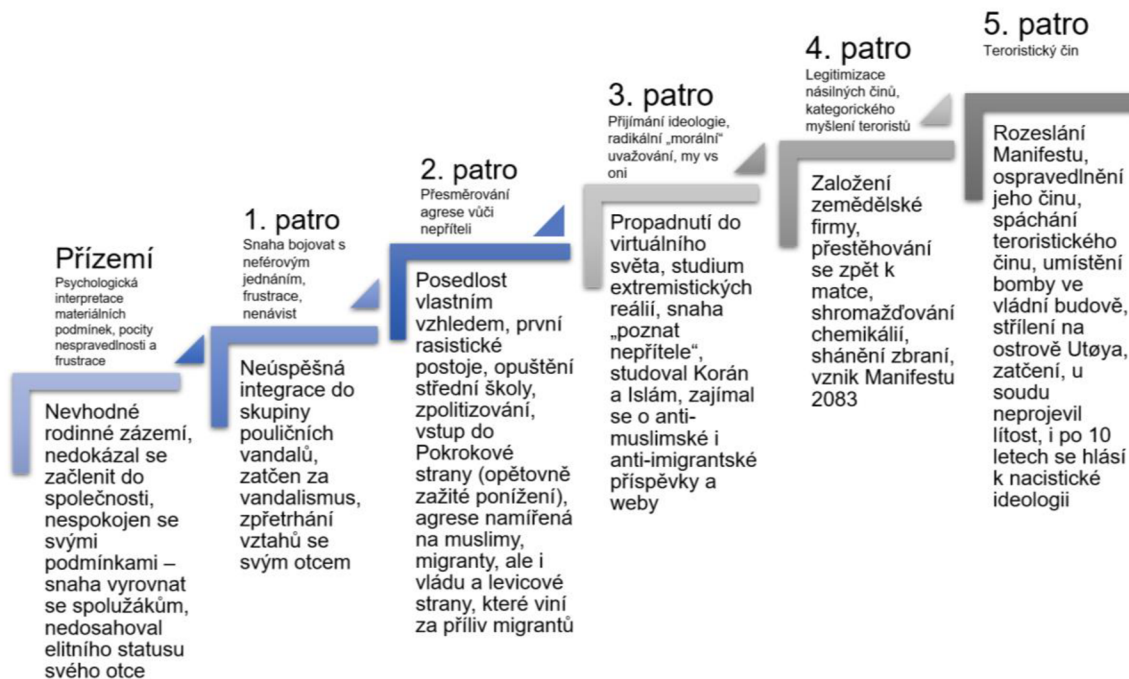 Přízemí
Psychologická
interpretace
materiálních
podmínek, pocity
nespravedlnosti a
frustrace
Nevhodné
rodinné zázemí,
nedokázal se
začlenit do
společnosti,
nespokojen se
svými
podmínkami –
snaha vyrovnat
se spolužákům,
nedosahoval
elitního statusu
svého otce
1. patro
Snaha bojovat s
neférovým
jednáním,
frustrace,
nenávist
Neúspěšná
integrace do
skupiny
pouličních
vandalů,
zatčen za
vandalismus,
zpřetrhání
vztahů se
svým otcem
2. patro
Přesměrování
agrese vůči
nepříteli
Posedlost
vlastním
vzhledem, první
rasistické
postoje, opuštění
střední školy,
zpolitizování,
vstup do
Pokrokové
strany (opětovně
zažité ponížení),
agrese namířená
na muslimy,
migranty, ale i
vládu a levicové
strany, které viní
za příliv migrantů
3. patro
Přijímání ideologie,
radikální „morální“
uvažování, my vs
oni
Propadnutí do
virtuálního
světa, studium
extremistických
reálií, snaha
„poznat
nepřítele“,
studoval Korán
a Islám, zajímal
se o anti-
muslimské i
anti-imigrantské
příspěvky a
weby
4. patro
Legitimizace
násilných činů,
kategorického
myšlení teroristů
Založení
zemědělské
firmy,
přestěhování
se zpět k
matce,
shromažďování
chemikálií,
shánění zbraní,
vznik Manifestu
2083
5. patro
Teroristický čin
Rozeslání
Manifestu,
ospravedlnění
jeho činu,
spáchání
teroristického
činu, umístění
bomby ve
vládní budově,
střílení na
ostrově Utøya,
zatčení, u
soudu
neprojevil
lítost, i po 10
letech se hlásí
k nacistické
ideologii